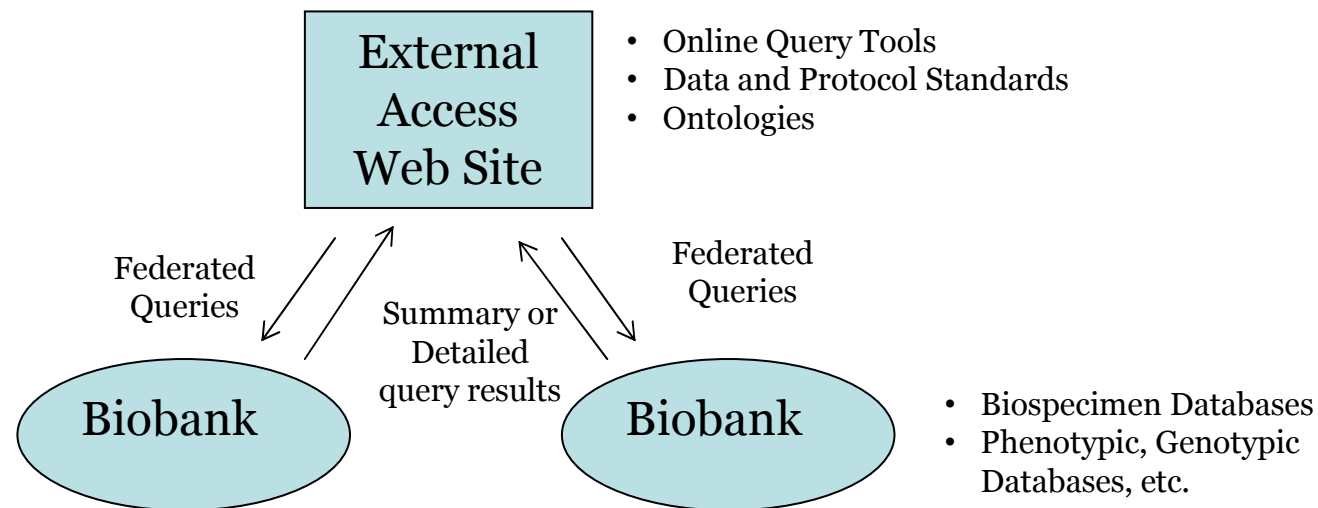 External
Access
Web Site
• Online Query Tools
• Data and Protocol Standards
• Ontologies
Federated
Queries
Summary or
Detailed
query results
Federated
Queries
Biobank
Biobank
• Biospecimen Databases
• Phenotypic, Genotypic
Databases, etc.